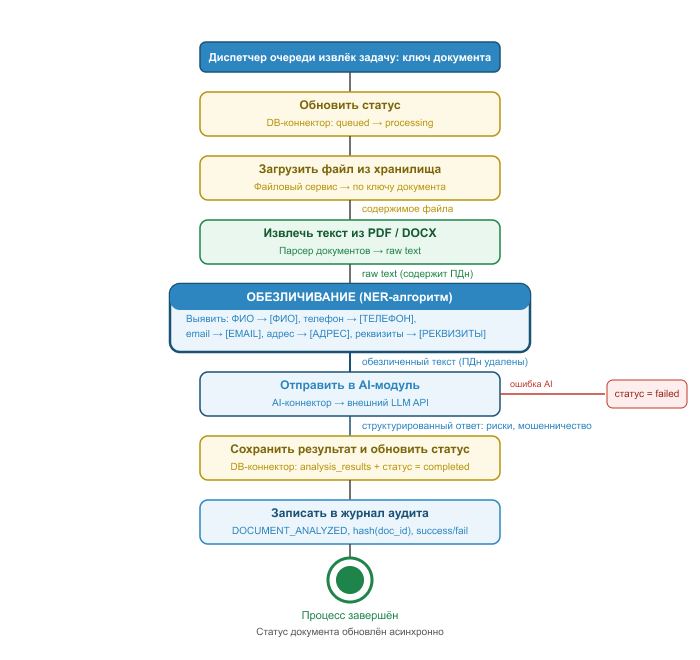 Диспетчер очереди извлёк задачу: ключ документа
Обновить статус
DB-коннектор: queued → processing
Загрузить файл из хранилища
Файловый сервис → по ключу документа
содержимое файла
Извлечь текст из PDF / DOCX
Парсер документов → raw text
raw text (содержит ПДн)
ОБЕЗЛИЧИВАНИЕ (NER-алгоритм)
Выявить: ФИО → [ФИО], телефон → [ТЕЛЕФОН],
email → [EMAIL], адрес → [АДРЕС], реквизиты → [РЕКВИЗИТЫ]
обезличенный текст (ПДн удалены)
Отправить в AI-модуль
AI-коннектор → внешний LLM API
ошибка AI
статус = failed
структурированный ответ: риски, мошенничество
Сохранить результат и обновить статус
DB-коннектор: analysis_results + статус = completed
Записать в журнал аудита
DOCUMENT_ANALYZED, hash(doc_id), success/fail
Процесс завершён
Статус документа обновлён асинхронно